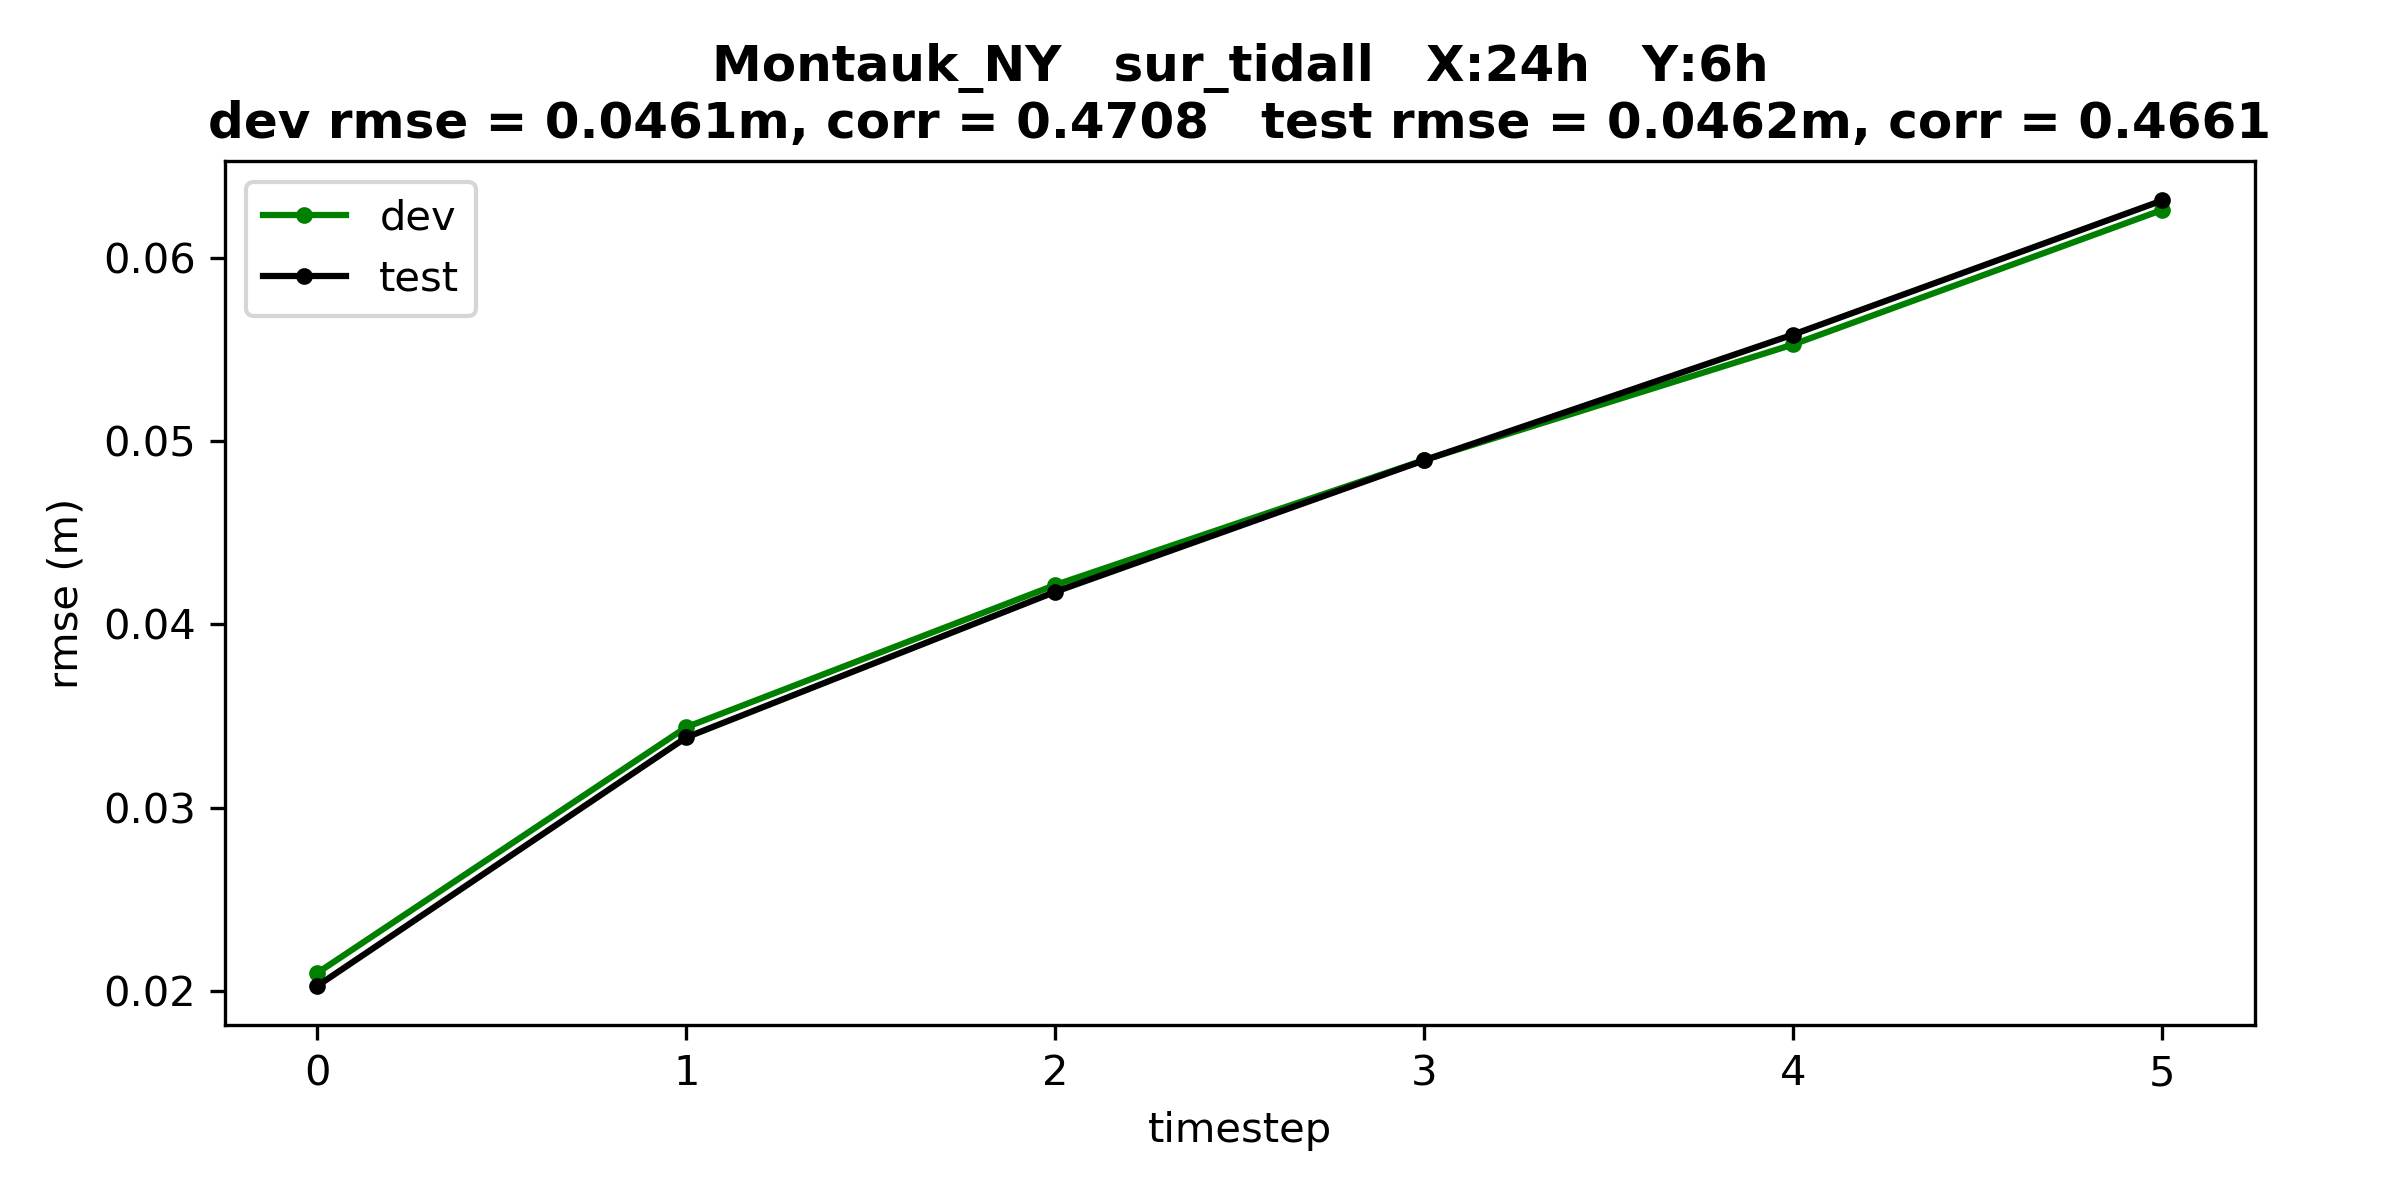 Montauk_NY   sur_tidall   X:24h   Y:6h
dev rmse = 0.0461m, corr = 0.4708   test rmse = 0.0462m, corr = 0.4661
dev
test
0.06
0.05
0.04
0.03
0.02
rmse (m)
0 1 2 3 4 5
timestep